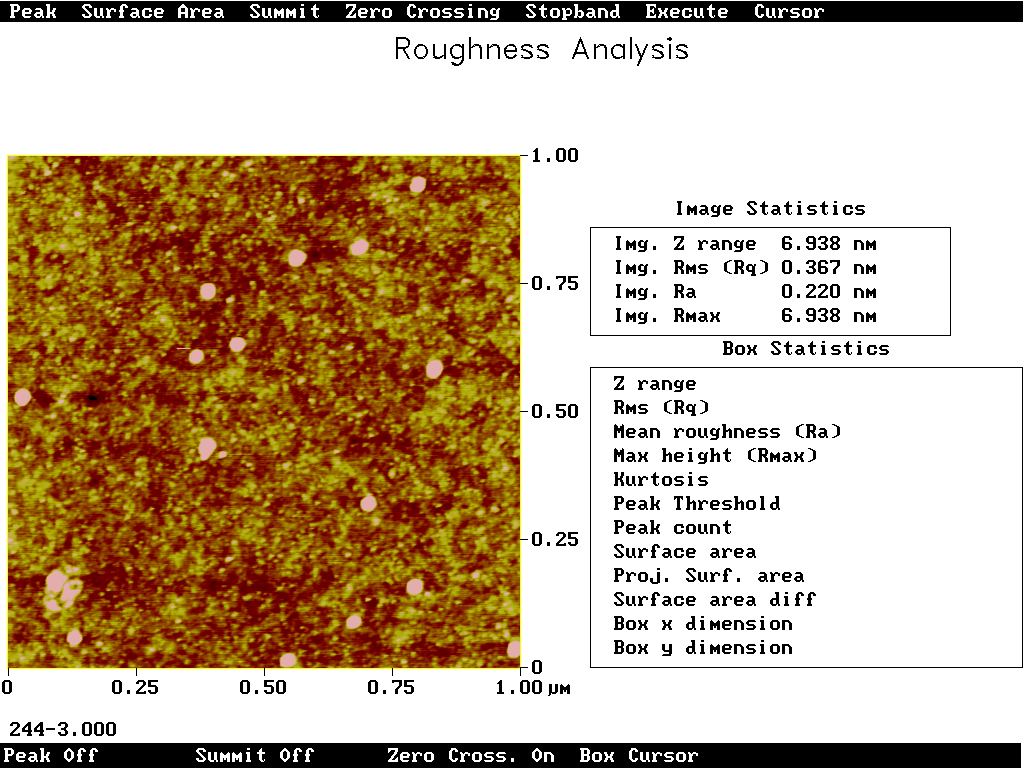 Peak Surface Area Summit Zero Crossing Stopband Execute Cursor
Roughness Analysis
1.00
0.75
0.50
0.25
0
0 0.25 0.50 0.75 1.00 µm
Image Statistics
Img. Z range 6.938 nm
Img. Rms (Rq) 0.367 nm
Img. Ra 0.220 nm
Img. Rmax 6.938 nm
Box Statistics
Z range
Rms (Rq)
Mean roughness (Ra)
Max height (Rmax)
Kurtosis
Peak Threshold
Peak count
Surface area
Proj. Surf. area
Surface area diff
Box x dimension
Box y dimension
244-3.000
Peak Off Summit Off Zero Cross. On Box Cursor